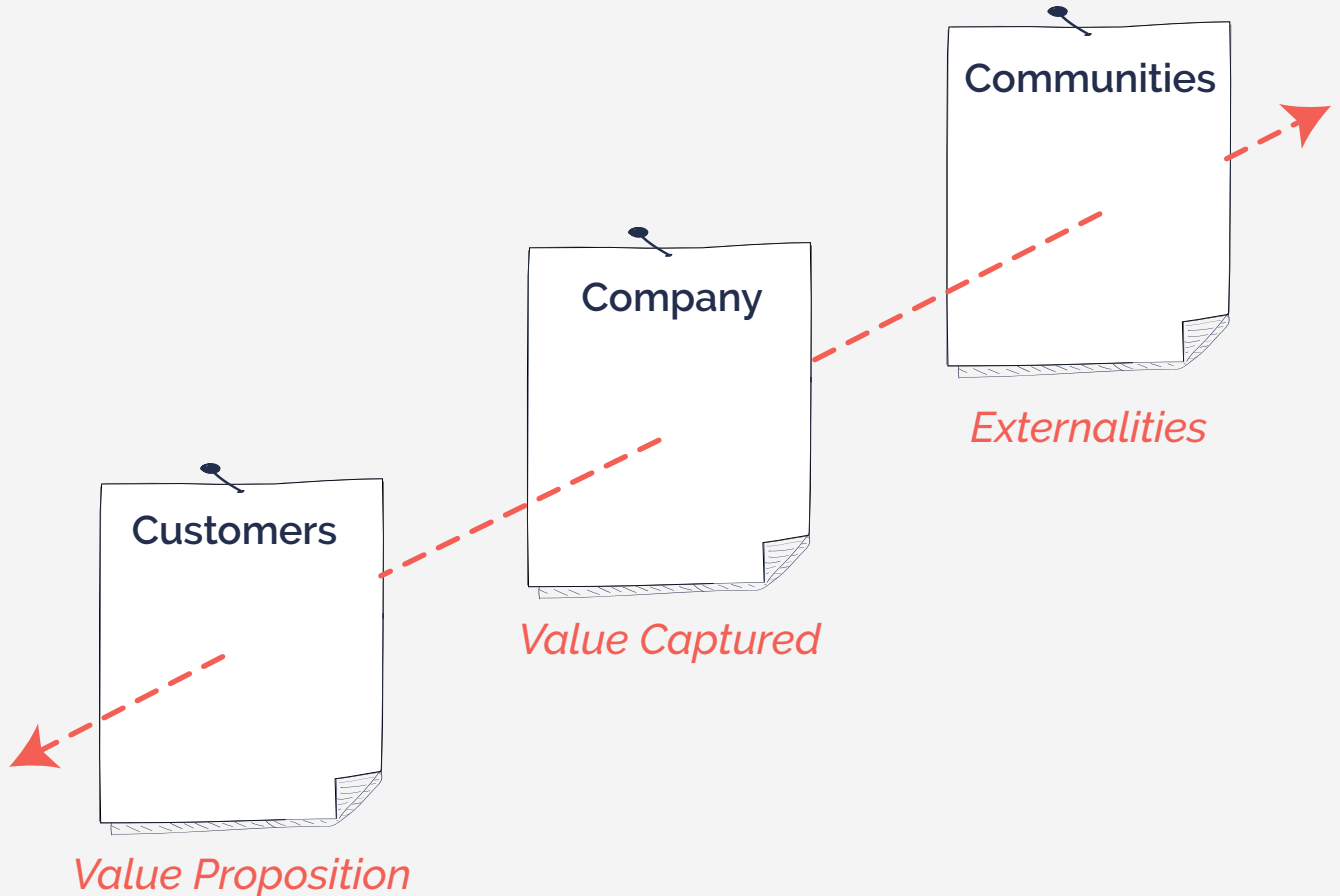 Communities
Externalities
Company
Value Captured
Customers
Value Proposition